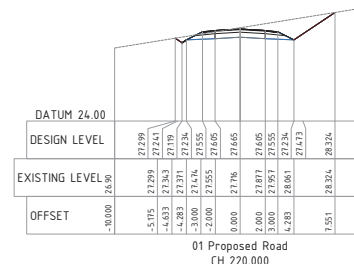 DATUM 24.00
DESIGN LEVEL 27.299 27.241 27.119 27.234 27.555 27.605 27.665 27.605 27.555 27.234 27.473 28.324
EXISTING LEVEL 26.90 27.299 27.343 27.371 27.474 27.555 27.716 27.877 27.957 28.061 28.324
OFFSET -10.000 -5.175 -4.633 -4.283 -3.000 -2.000 0.000 2.000 3.000 4.283 7.551
01 Proposed Road
CH 220.000